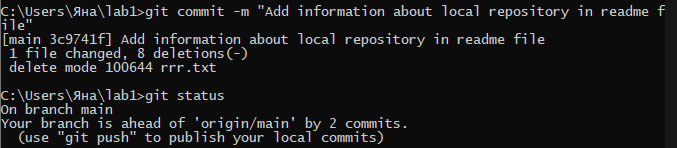 C:\Users\Яна\lab1>git commit -m "Add information about local repository in readme f
ile"
[main 3c9741f] Add information about local repository in readme file
 1 file changed, 8 deletions(-)
 delete mode 100644 rrr.txt
C:\Users\Яна\lab1>git status
On branch main
Your branch is ahead of 'origin/main' by 2 commits.
  (use "git push" to publish your local commits)